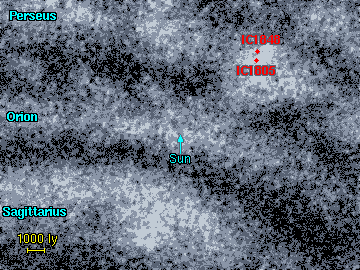 Perseus
IC1848
IC1805
Orion
Sun
Sagittarius
1000 ly